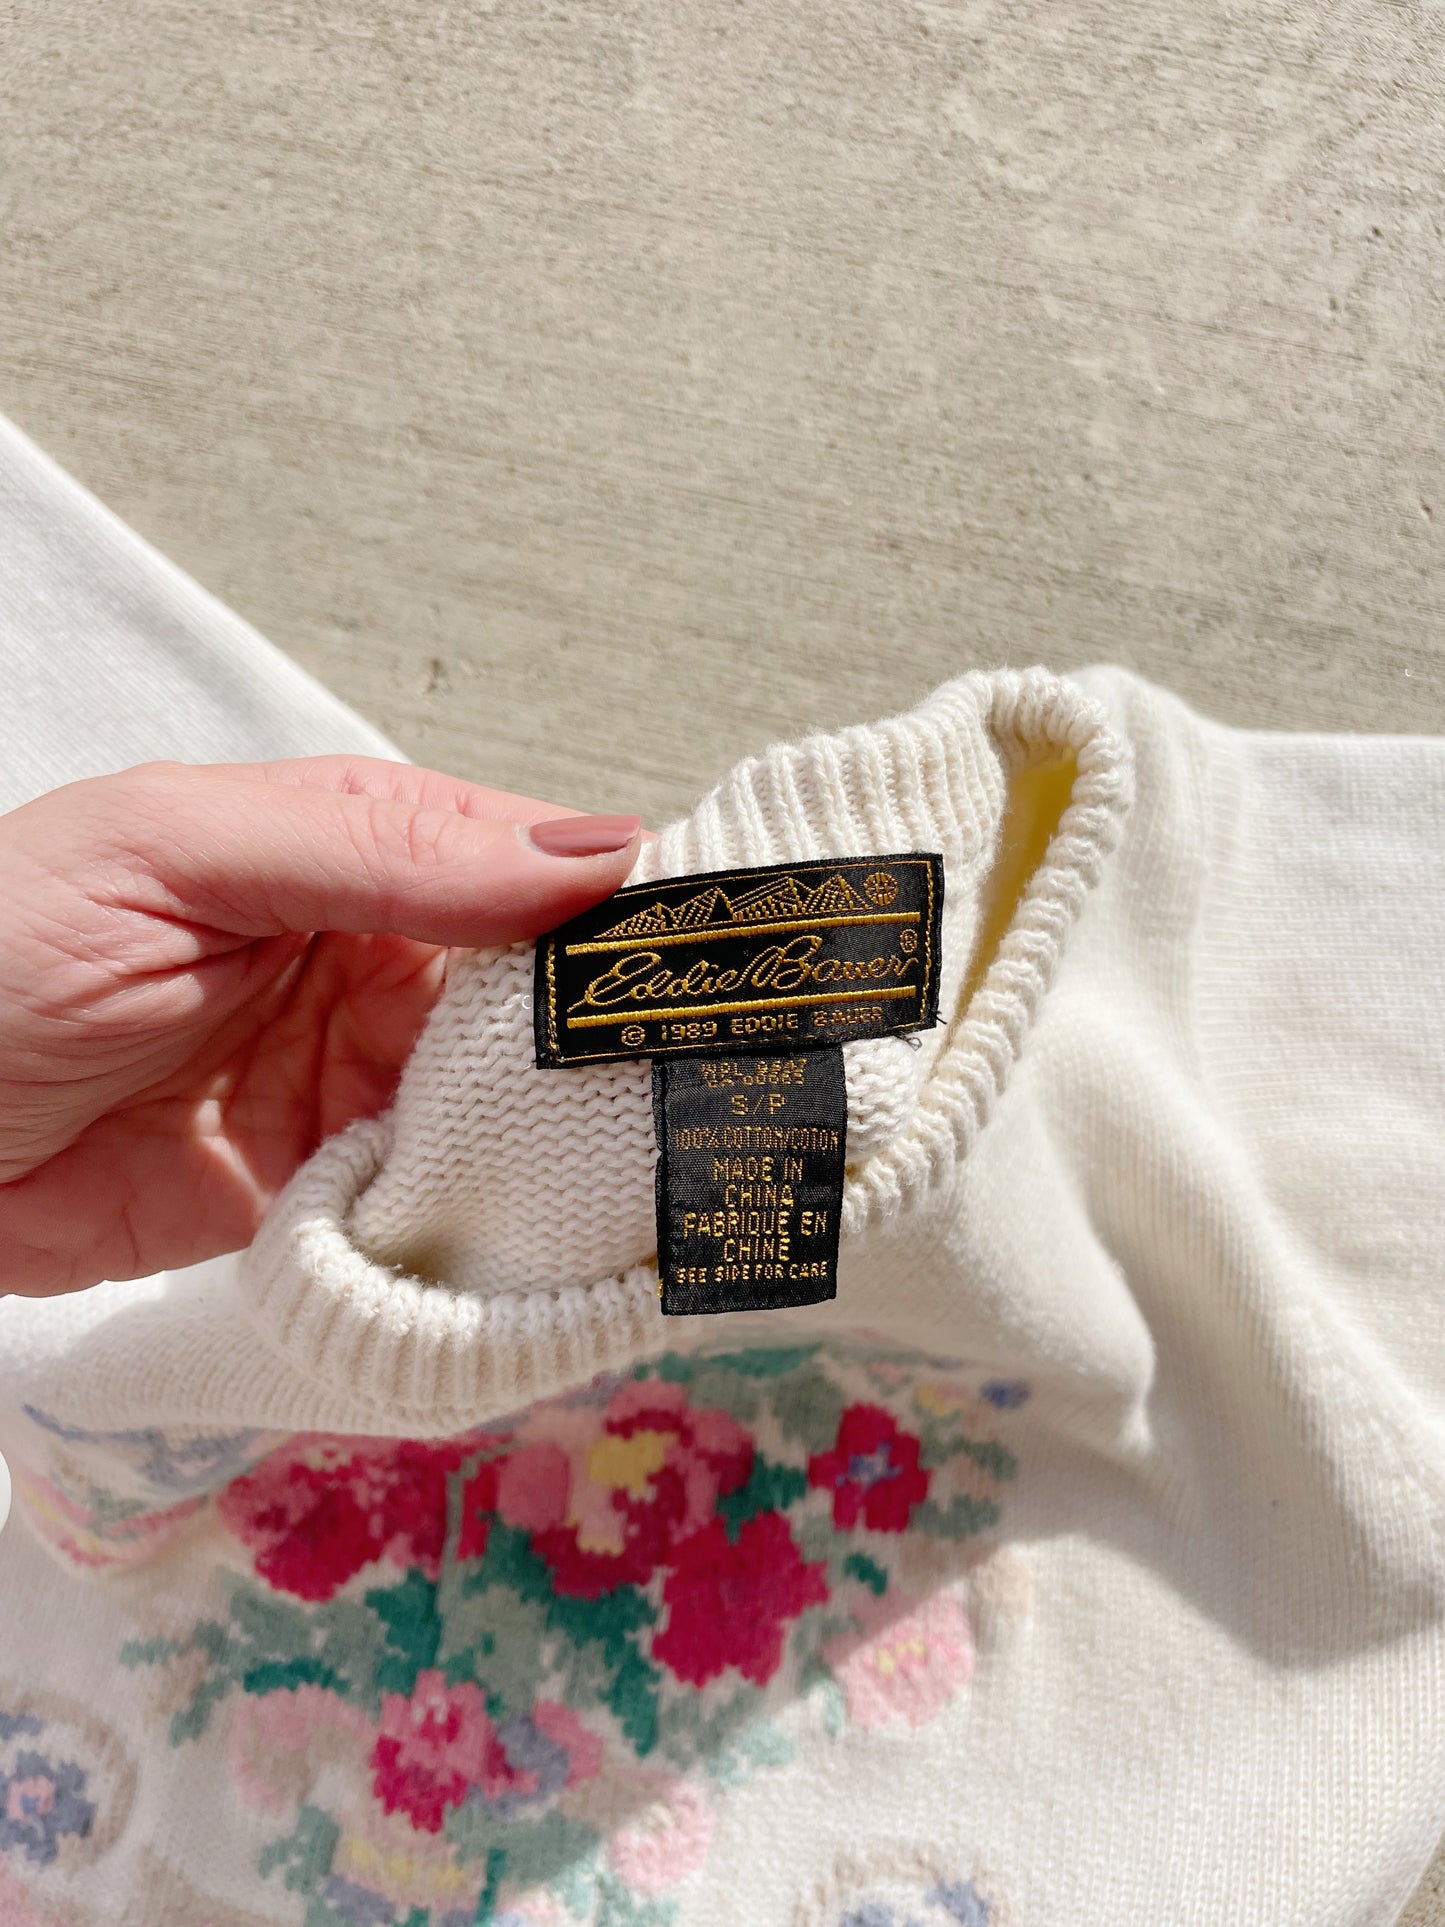 Eddie Bauer®
© 1989 EDDIE BAUER
S/P
100% COTTON/COTON
MADE IN
CHINA
FABRIQUE EN
CHINE
SEE SIDE FOR CARE